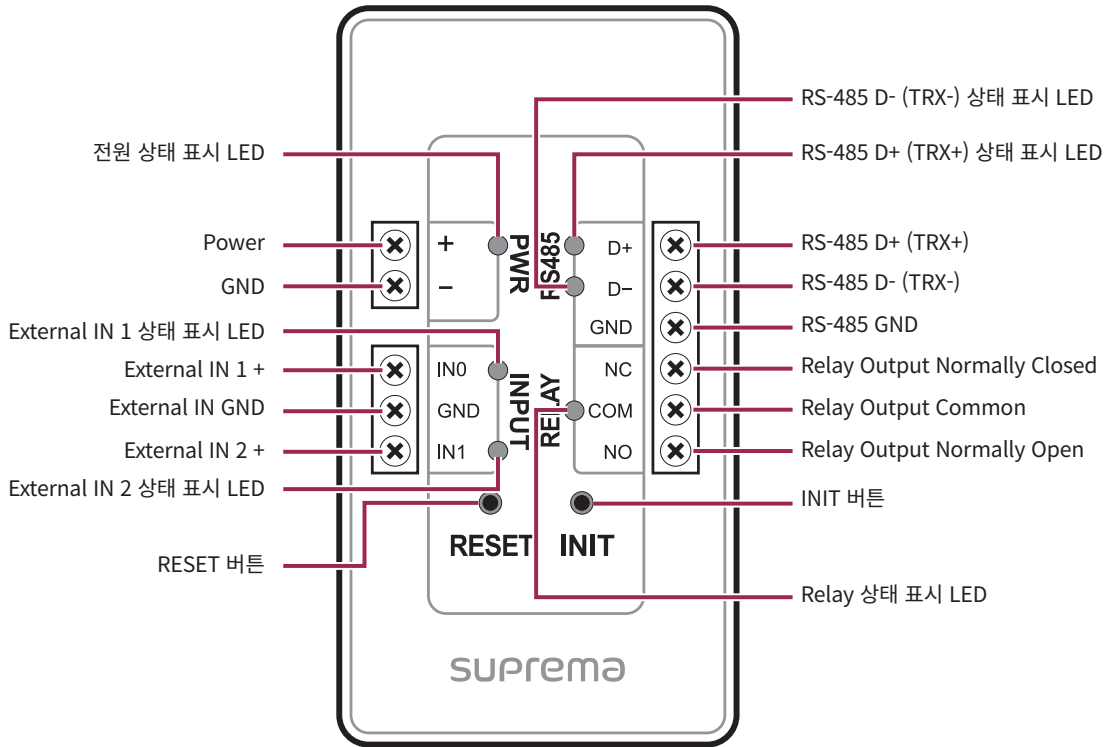 전원 상태 표시 LED
Power
GND
External IN 1 상태 표시 LED
External IN 1 +
External IN GND
External IN 2 +
External IN 2 상태 표시 LED
RESET 버튼
+
−
PWR
IN0
GND
IN1
INPUT
RS485
D+
D−
GND
RELAY
NC
COM
NO
RESET
INIT
suprema
RS-485 D- (TRX-) 상태 표시 LED
RS-485 D+ (TRX+) 상태 표시 LED
RS-485 D+ (TRX+)
RS-485 D- (TRX-)
RS-485 GND
Relay Output Normally Closed
Relay Output Common
Relay Output Normally Open
INIT 버튼
Relay 상태 표시 LED